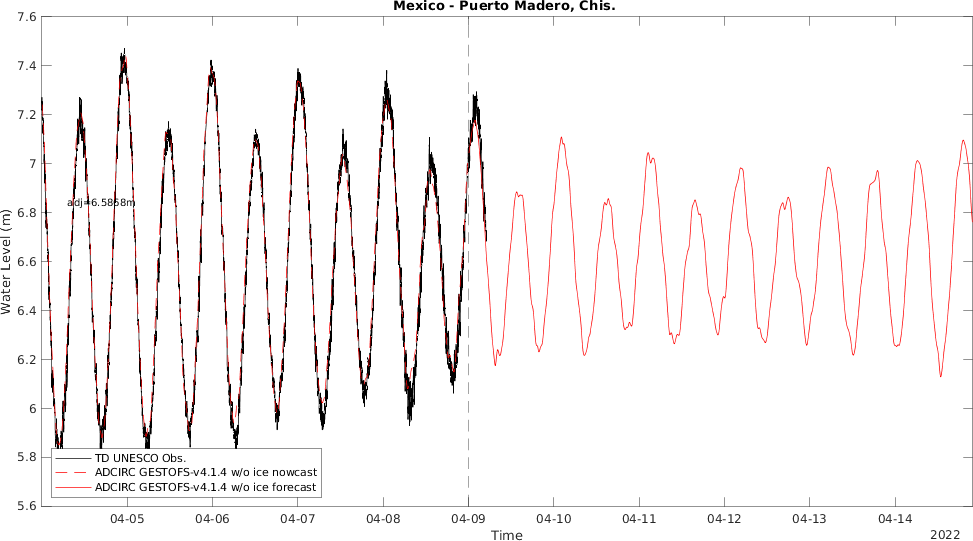 Mexico - Puerto Madero, Chis.
7.6
7.4
7.2
7
6.8
6.6
6.4
6.2
6
5.8
5.6
Water Level (m)
adj=6.5858m
TD UNESCO Obs.
ADCIRC GESTOFS-v4.1.4 w/o ice nowcast
ADCIRC GESTOFS-v4.1.4 w/o ice forecast
04-05 04-06 04-07 04-08 04-09 04-10 04-11 04-12 04-13 04-14
Time
2022